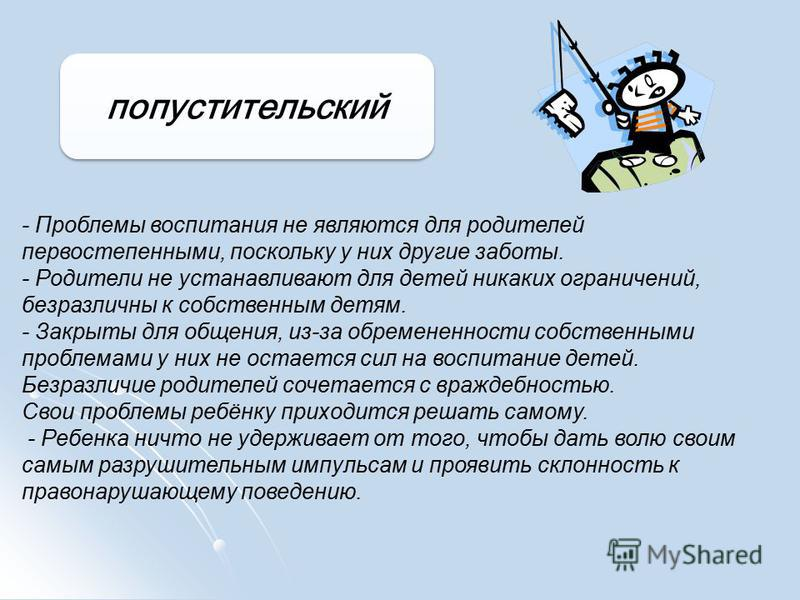 попустительский
- Проблемы воспитания не являются для родителей
первостепенными, поскольку у них другие заботы.
- Родители не устанавливают для детей никаких ограничений,
безразличны к собственным детям.
- Закрыты для общения, из-за обремененности собственными
проблемами у них не остается сил на воспитание детей.
Безразличие родителей сочетается с враждебностью.
Свои проблемы ребёнку приходится решать самому.
- Ребенка ничто не удерживает от того, чтобы дать волю своим
самым разрушительным импульсам и проявить склонность к
правонарушающему поведению.
MyShared